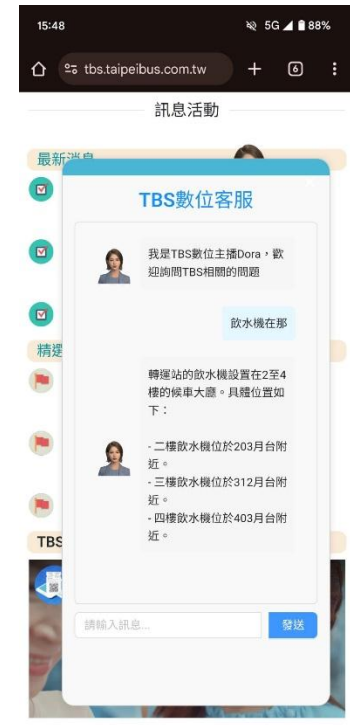 15:48
5G 88%
tbs.taipeibus.com.tw
6
訊息活動
最新消息
TBS數位客服
我是TBS數位主播Dora，歡
迎詢問TBS相關的問題
飲水機在那
轉運站的飲水機設置在2至4
樓的候車大廳。具體位置如
下：
- 二樓飲水機位於203月台附
近。
- 三樓飲水機位於312月台附
近。
- 四樓飲水機位於403月台附
近。
精選
TBS
請輸入訊息...
發送